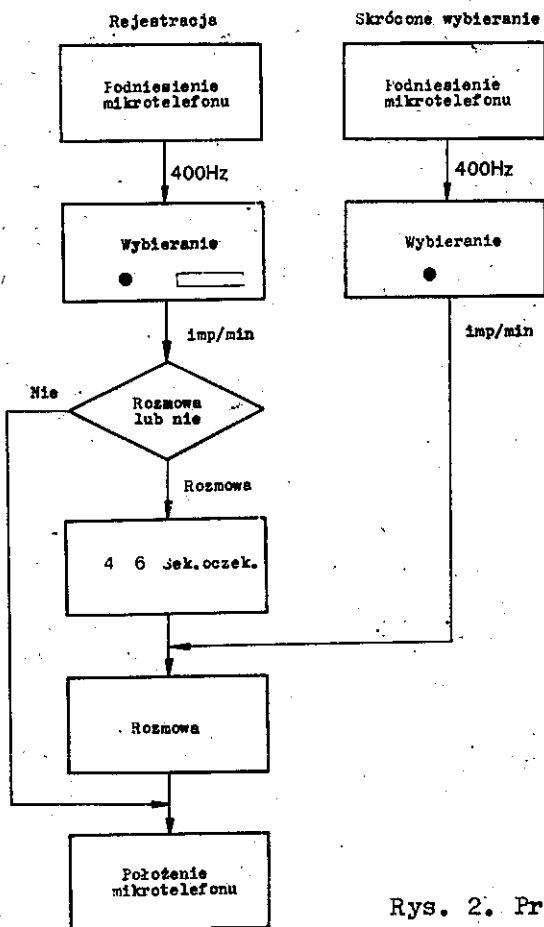 Rejestracja
Skrócone wybieranie
Podniesienie
mikrotelefonu
Podniesienie
mikrotelefonu
400Hz
400Hz
Wybieranie
Wybieranie
imp/min
imp/min
Nie
Rozmowa
lub nie
Rozmowa
4 6 Sek.oczek.
Rozmowa
Położenie
mikrotelefonu
Rys. 2. Pr